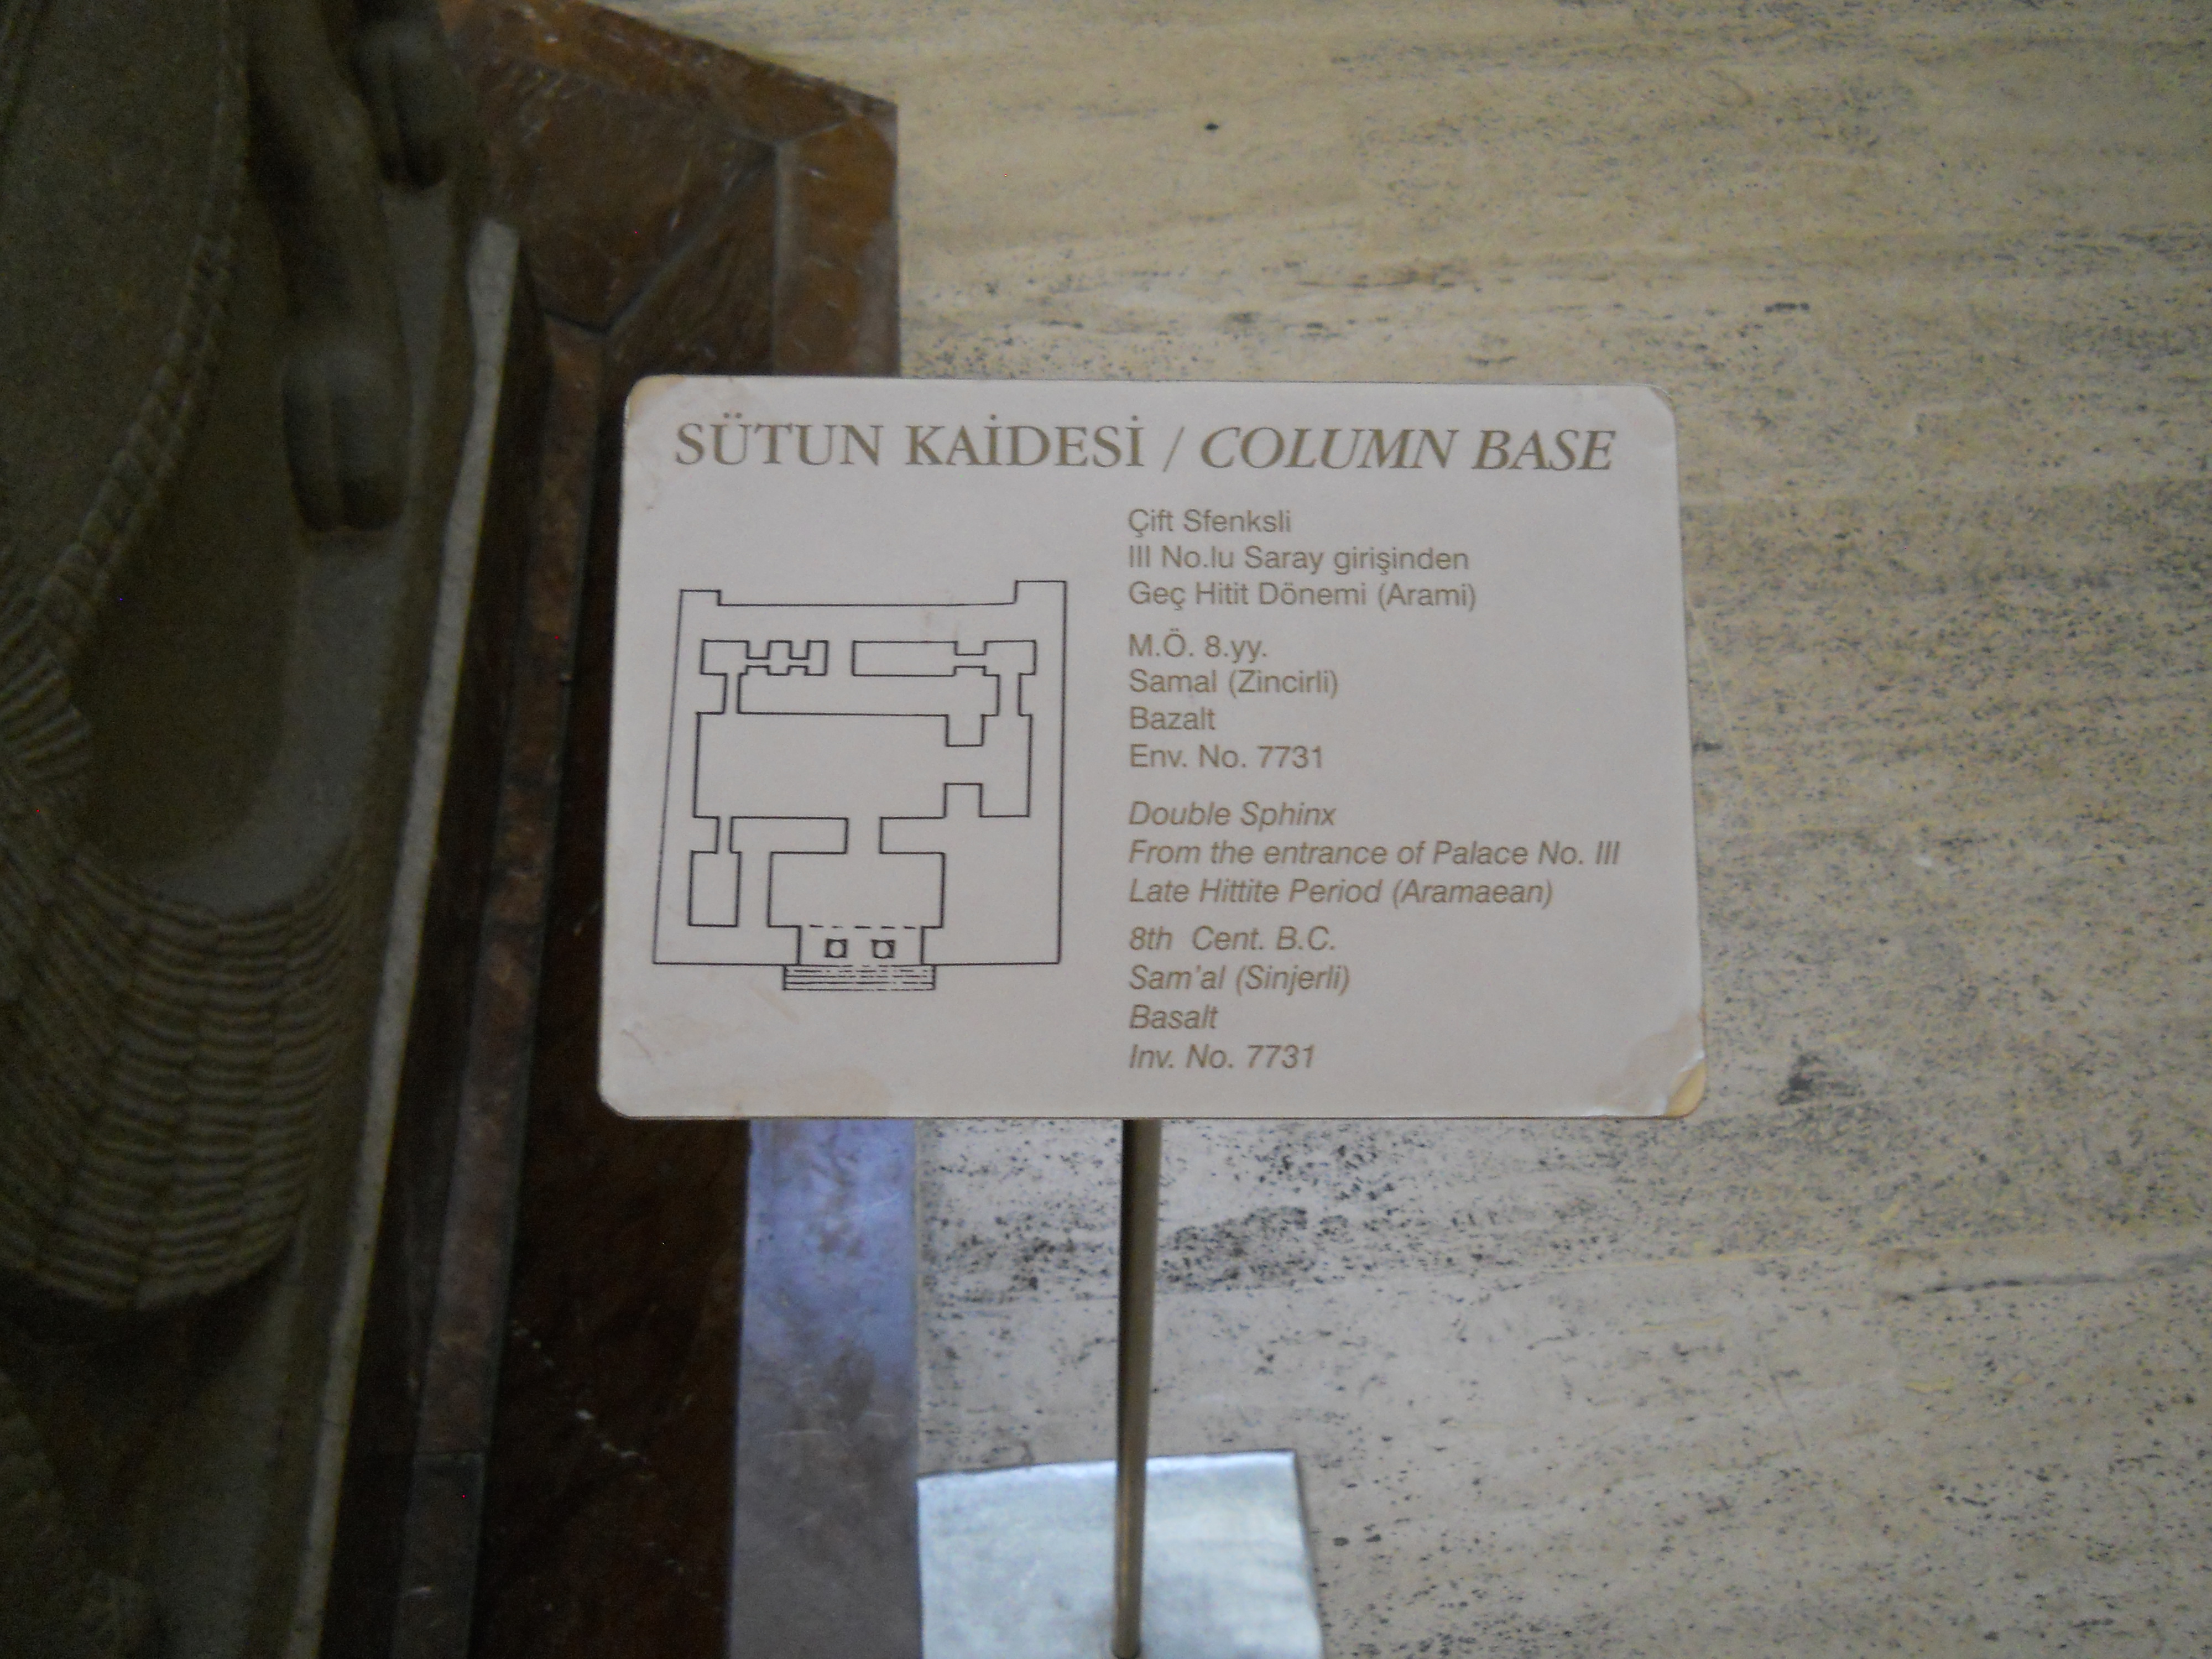 SÜTUN KAİDESİ / COLUMN BASE
Çift Sfenksli
III No.lu Saray girişinden
Geç Hitit Dönemi (Arami)
M.Ö. 8.yy.
Samal (Zincirli)
Bazalt
Env. No. 7731
Double Sphinx
From the entrance of Palace No. III
Late Hittite Period (Aramaean)
8th Cent. B.C.
Sam'al (Sinjerli)
Basalt
Inv. No. 7731